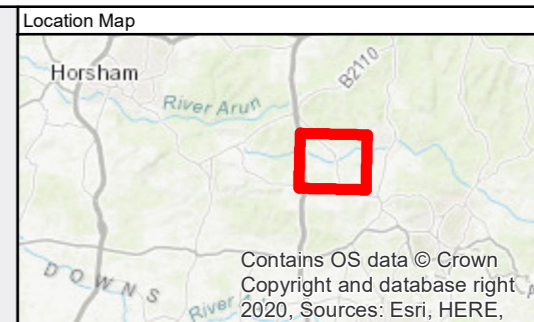 Location Map
Horsham
B2110
River Arun
DOWNS
River
Contains OS data © Crown
Copyright and database right
2020, Sources: Esri, HERE,